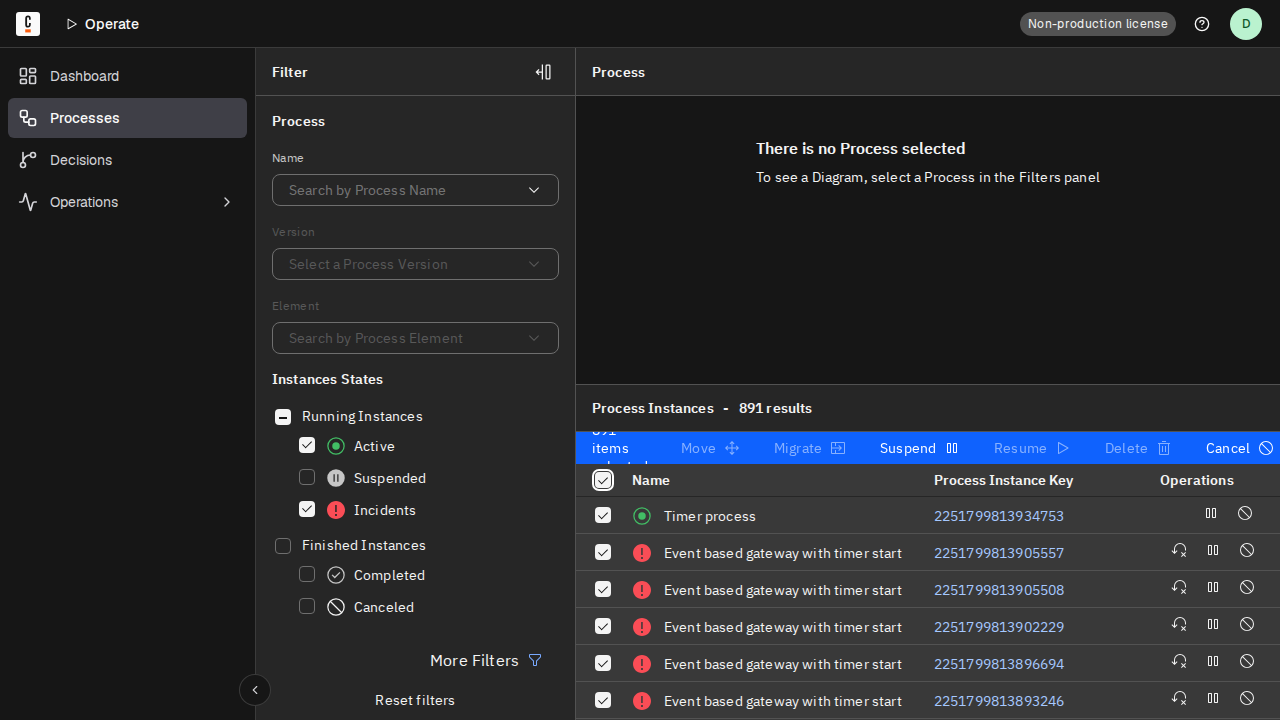 Operate
Non-production license
D
Dashboard
Processes
Decisions
Operations
Filter
Process
Name
Search by Process Name
Version
Select a Process Version
Element
Search by Process Element
Instances States
Running Instances
Active
Suspended
Incidents
Finished Instances
Completed
Canceled
More Filters
Reset filters
Process
There is no Process selected
To see a Diagram, select a Process in the Filters panel
Process Instances - 891 results
891
items
selected
Move
Migrate
Suspend
Resume
Delete
Cancel
Name Process Instance Key Operations
Timer process 2251799813934753
Event based gateway with timer start 2251799813905557
Event based gateway with timer start 2251799813905508
Event based gateway with timer start 2251799813902229
Event based gateway with timer start 2251799813896694
Event based gateway with timer start 2251799813893246